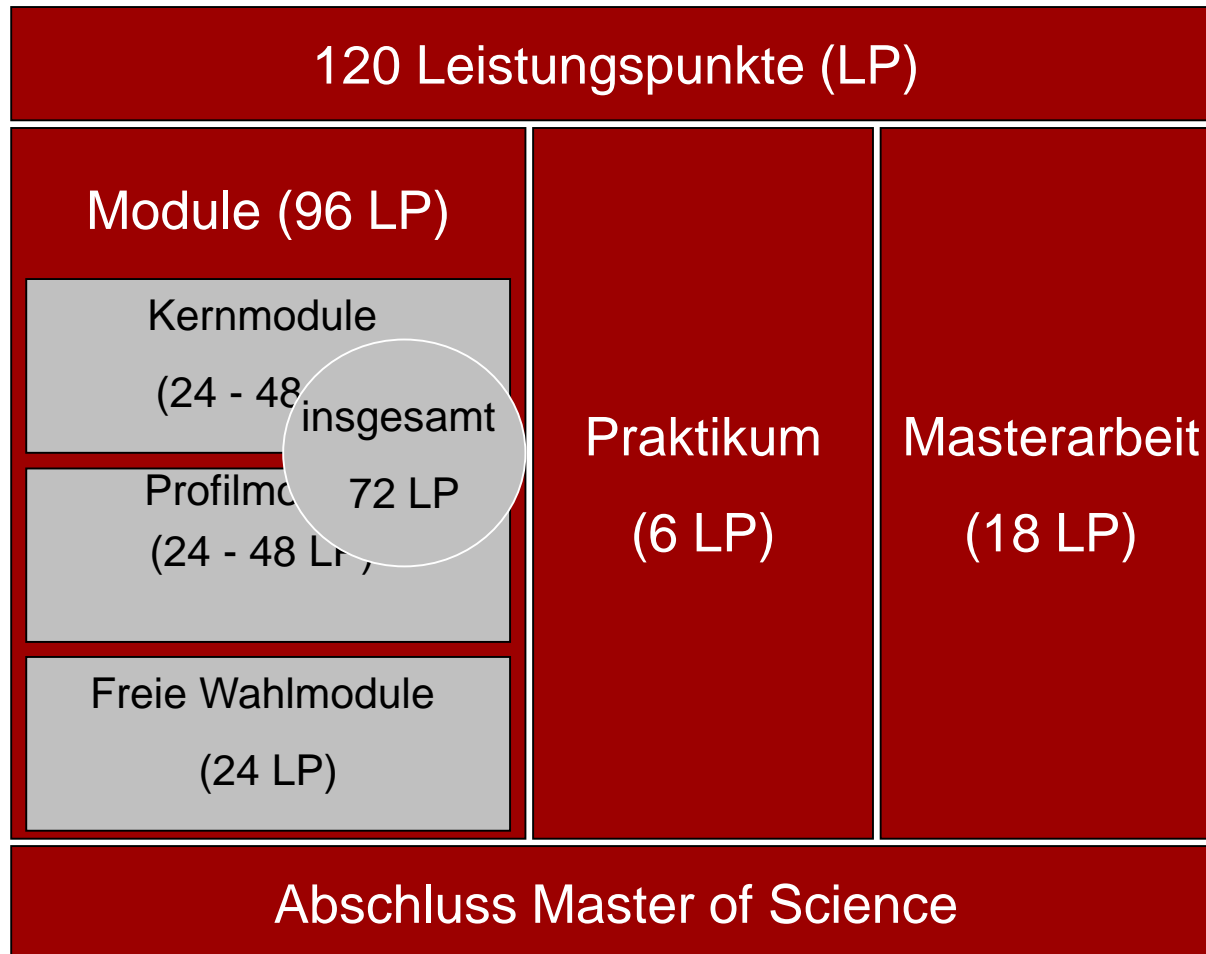 120 Leistungspunkte (LP)
Module (96 LP)
Kernmodule
(24 - 48
insgesamt
72 LP
(24 - 48 LP)
Freie Wahlmodule
(24 LP)
Praktikum
(6 LP)
Masterarbeit
(18 LP)
Abschluss Master of Science